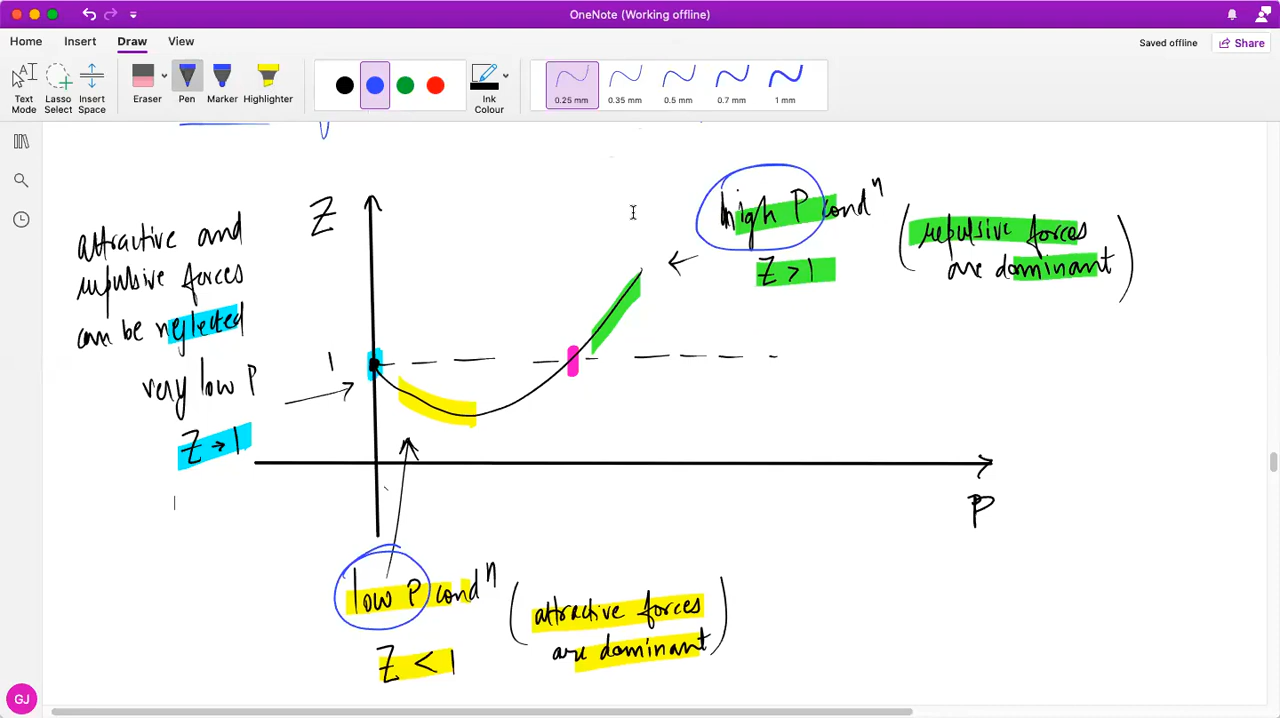 OneNote (Working offline)
Home Insert Draw View
Saved offline
Share
Text Mode
Lasso Select
Insert Space
Eraser
Pen
Marker
Highlighter
Ink Colour
0.25 mm
0.35 mm
0.5 mm
0.7 mm
1 mm
attractive and
repulsive forces
can be neglected
very low P
Z → 1
Z
1
P
high P condⁿ
Z > 1
(repulsive forces
are dominant)
low P condⁿ
Z < 1
(attractive forces
are dominant)
GJ